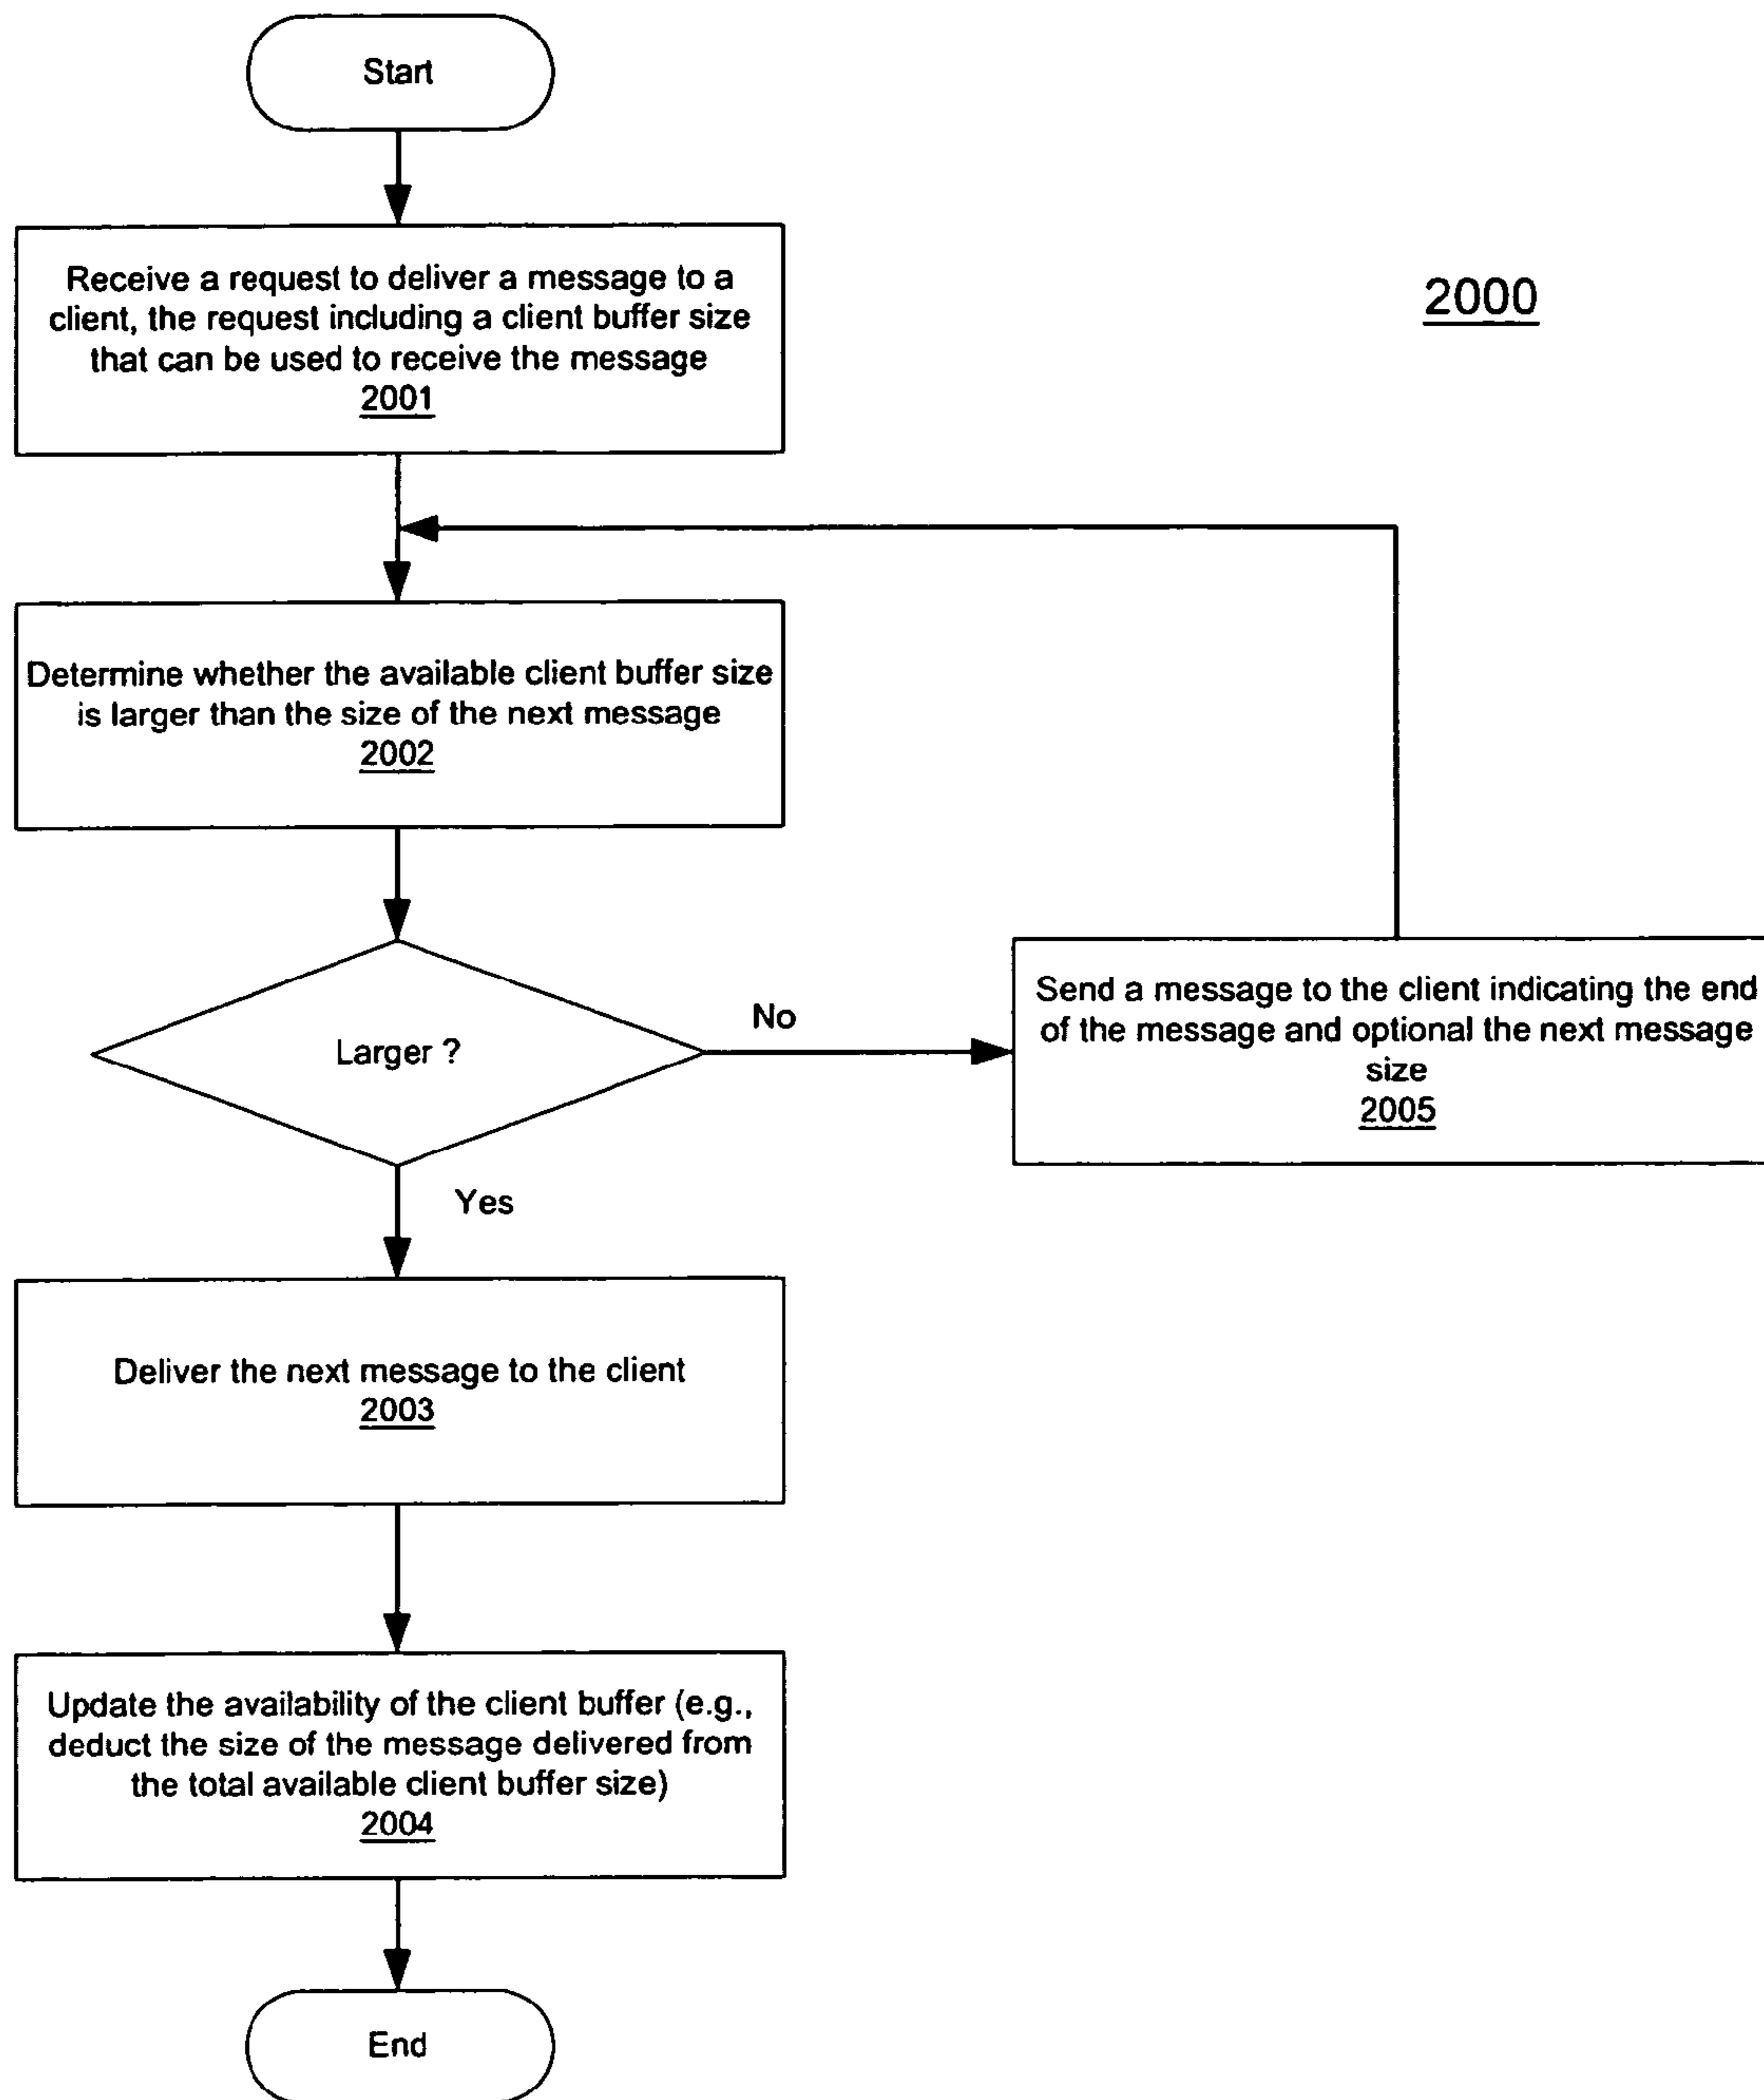 Start
Receive a request to deliver a message to a
client, the request including a client buffer size
that can be used to receive the message
2001
2000
Determine whether the available client buffer size
is larger than the size of the next message
2002
Larger ?
No
Send a message to the client indicating the end
of the message and optional the next message
size
2005
Yes
Deliver the next message to the client
2003
Update the availability of the client buffer (e.g.,
deduct the size of the message delivered from
the total available client buffer size)
2004
End